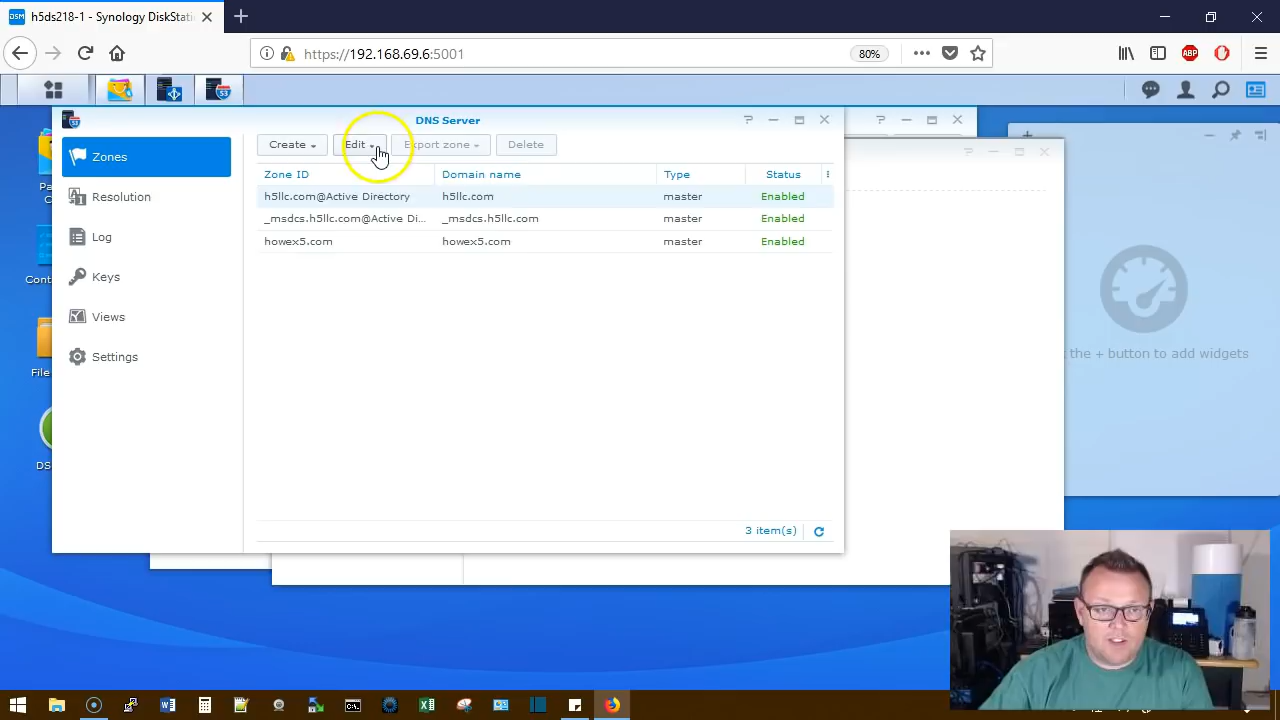 h5ds218-1 - Synology DiskStati
https://192.168.69.6:5001
80%
ABP
DNS Server
Zones
Resolution
Log
Keys
Views
Settings
Create
Edit
Export zone
Delete
Zone ID
Domain name
Type
Status
h5llc.com@Active Directory
h5llc.com
master
Enabled
_msdcs.h5llc.com@Active Di...
_msdcs.h5llc.com
master
Enabled
howex5.com
howex5.com
master
Enabled
3 item(s)
Pa
Cont
File
DS
the + button to add widgets